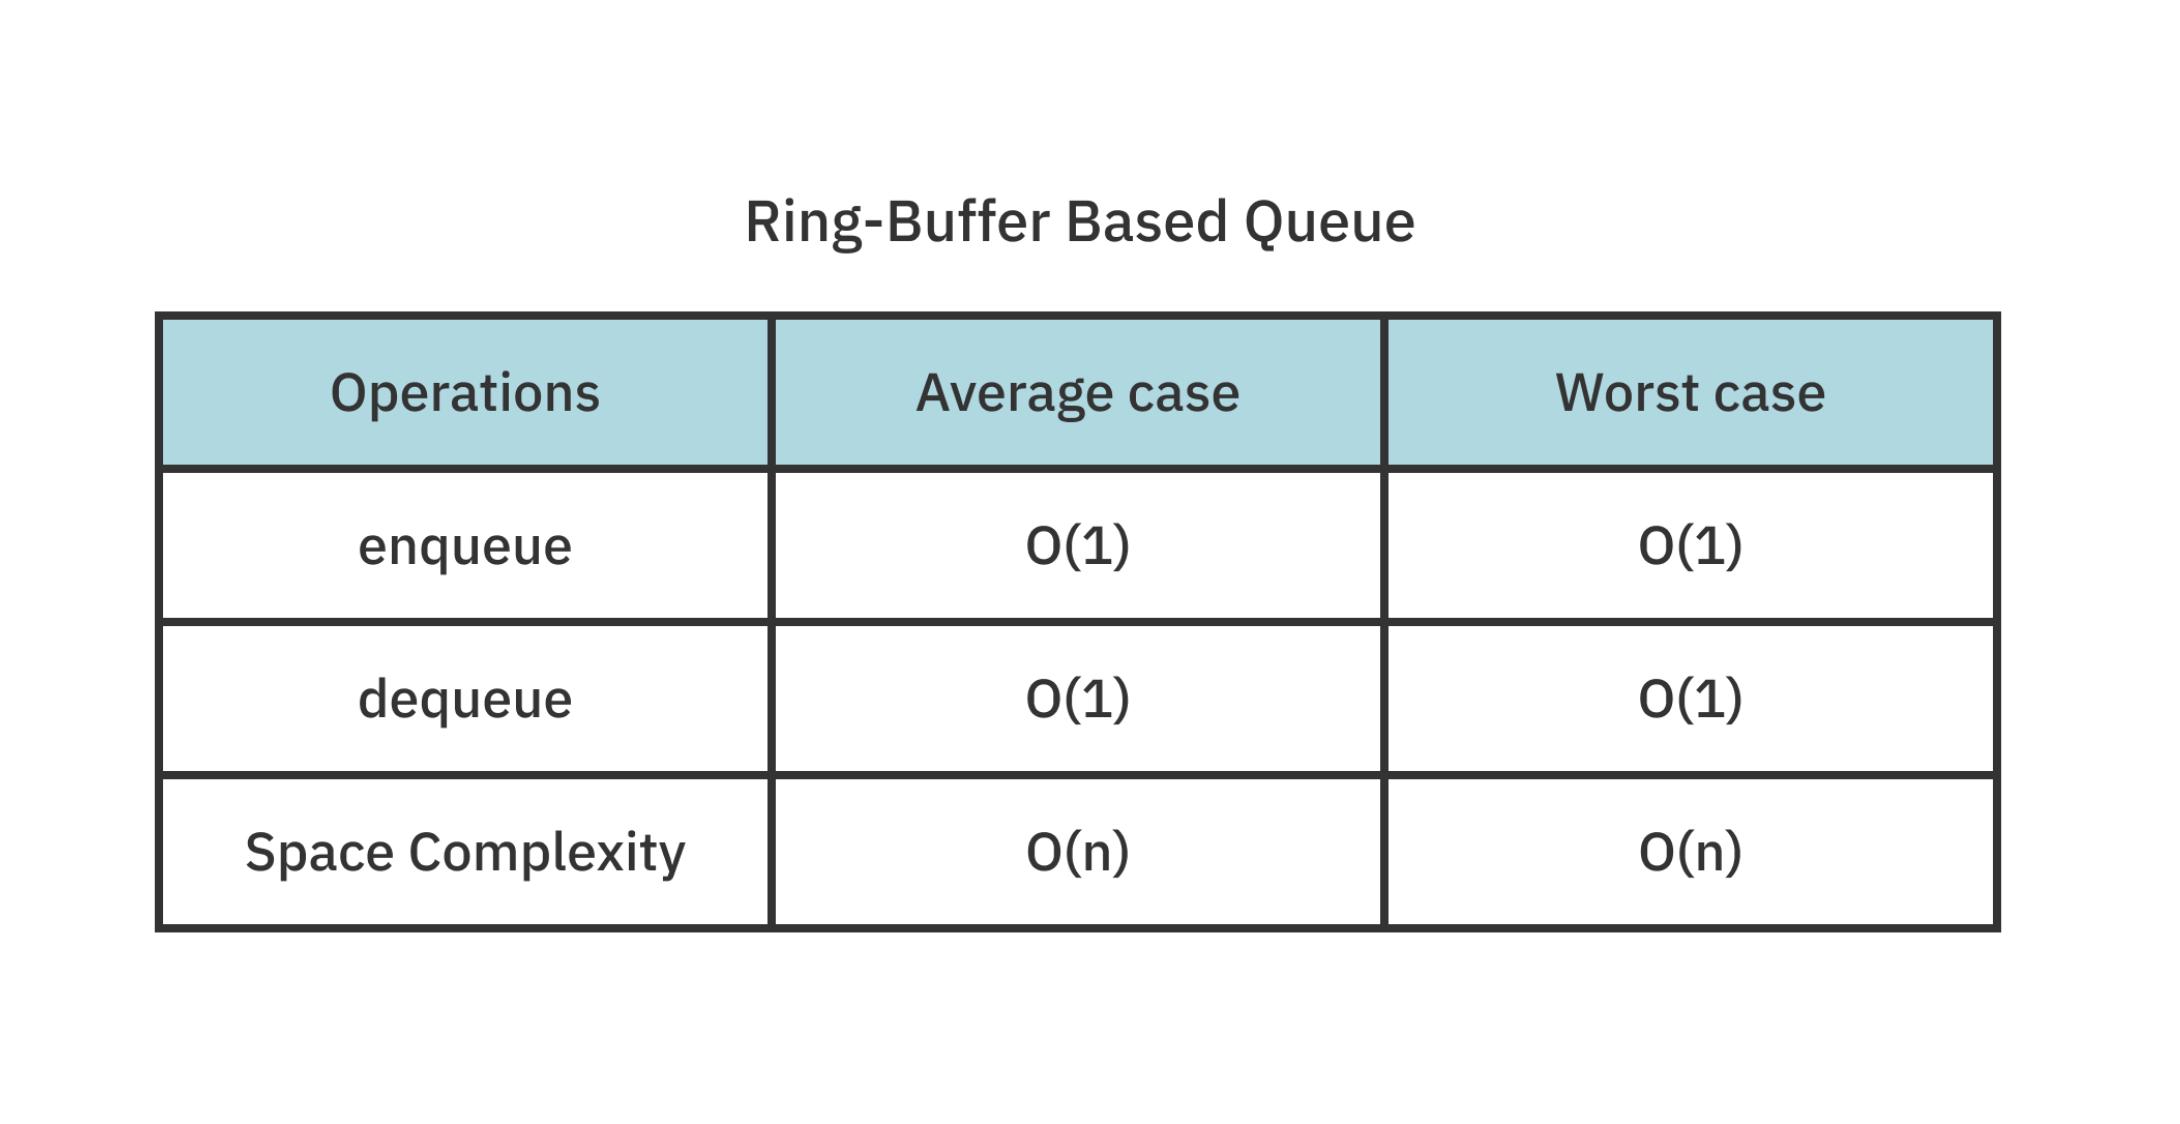 Ring-Buffer Based Queue
Operations Average case Worst case
enqueue O(1) O(1)
dequeue O(1) O(1)
Space Complexity O(n) O(n)